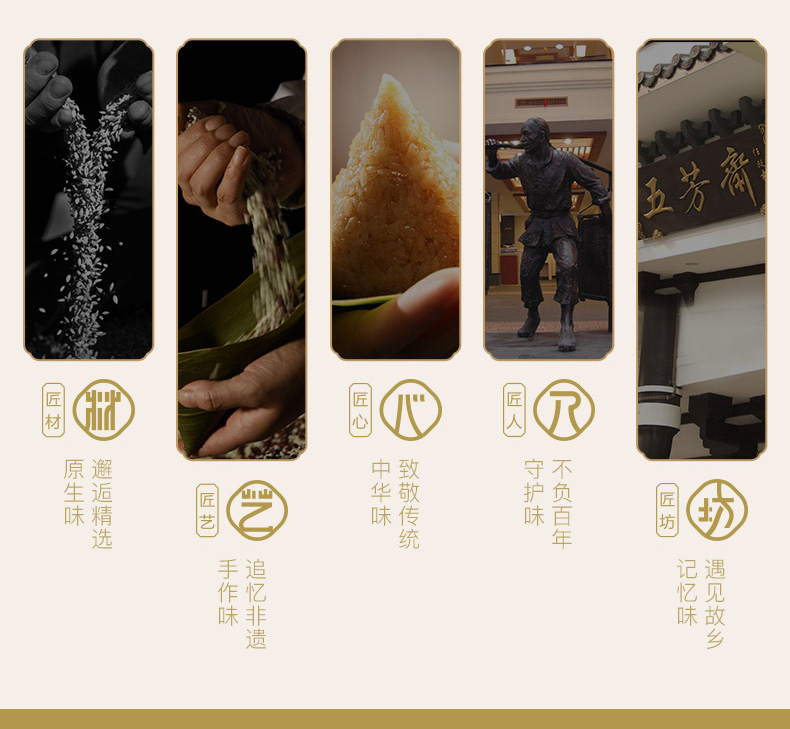 五芳齋
匠材
材
邂逅精选
原生味
匠艺
艺
追忆非遗
手作味
匠心
心
致敬传统
中华味
匠人
人
不负百年
守护味
匠坊
坊
遇见故乡
记忆味